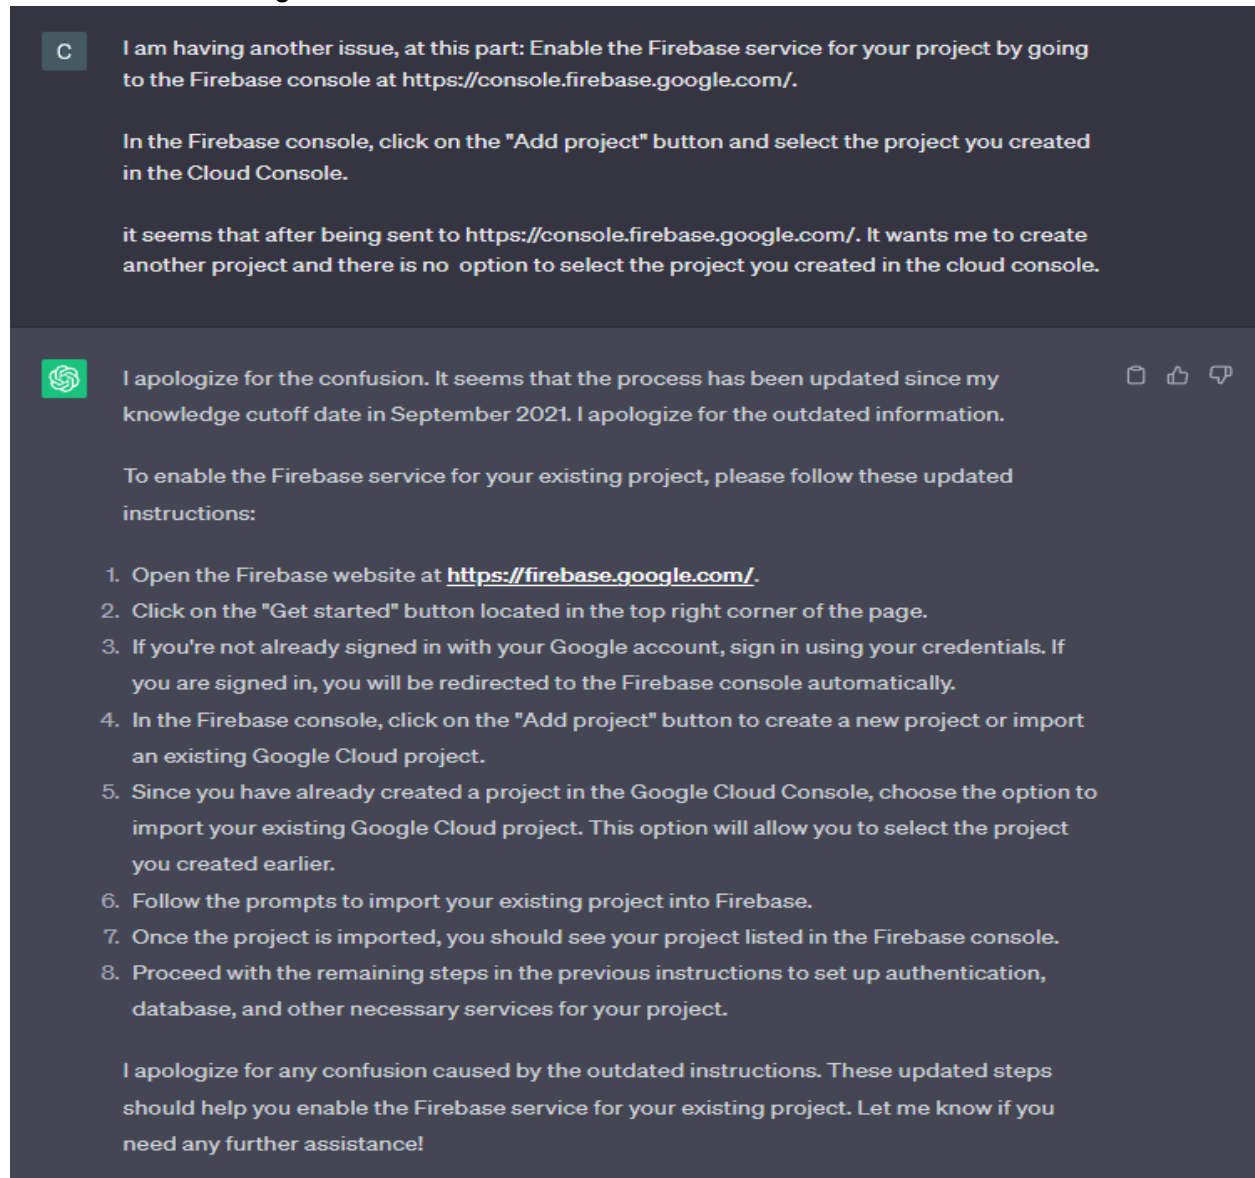 C
I am having another issue, at this part: Enable the Firebase service for your project by going
to the Firebase console at https://console.firebase.google.com/.
In the Firebase console, click on the "Add project" button and select the project you created
in the Cloud Console.
it seems that after being sent to https://console.firebase.google.com/. It wants me to create
another project and there is no  option to select the project you created in the cloud console.
I apologize for the confusion. It seems that the process has been updated since my
knowledge cutoff date in September 2021. I apologize for the outdated information.
To enable the Firebase service for your existing project, please follow these updated
instructions:
1. Open the Firebase website at https://firebase.google.com/.
2. Click on the "Get started" button located in the top right corner of the page.
3. If you're not already signed in with your Google account, sign in using your credentials. If
you are signed in, you will be redirected to the Firebase console automatically.
4. In the Firebase console, click on the "Add project" button to create a new project or import
an existing Google Cloud project.
5. Since you have already created a project in the Google Cloud Console, choose the option to
import your existing Google Cloud project. This option will allow you to select the project
you created earlier.
6. Follow the prompts to import your existing project into Firebase.
7. Once the project is imported, you should see your project listed in the Firebase console.
8. Proceed with the remaining steps in the previous instructions to set up authentication,
database, and other necessary services for your project.
I apologize for any confusion caused by the outdated instructions. These updated steps
should help you enable the Firebase service for your existing project. Let me know if you
need any further assistance!